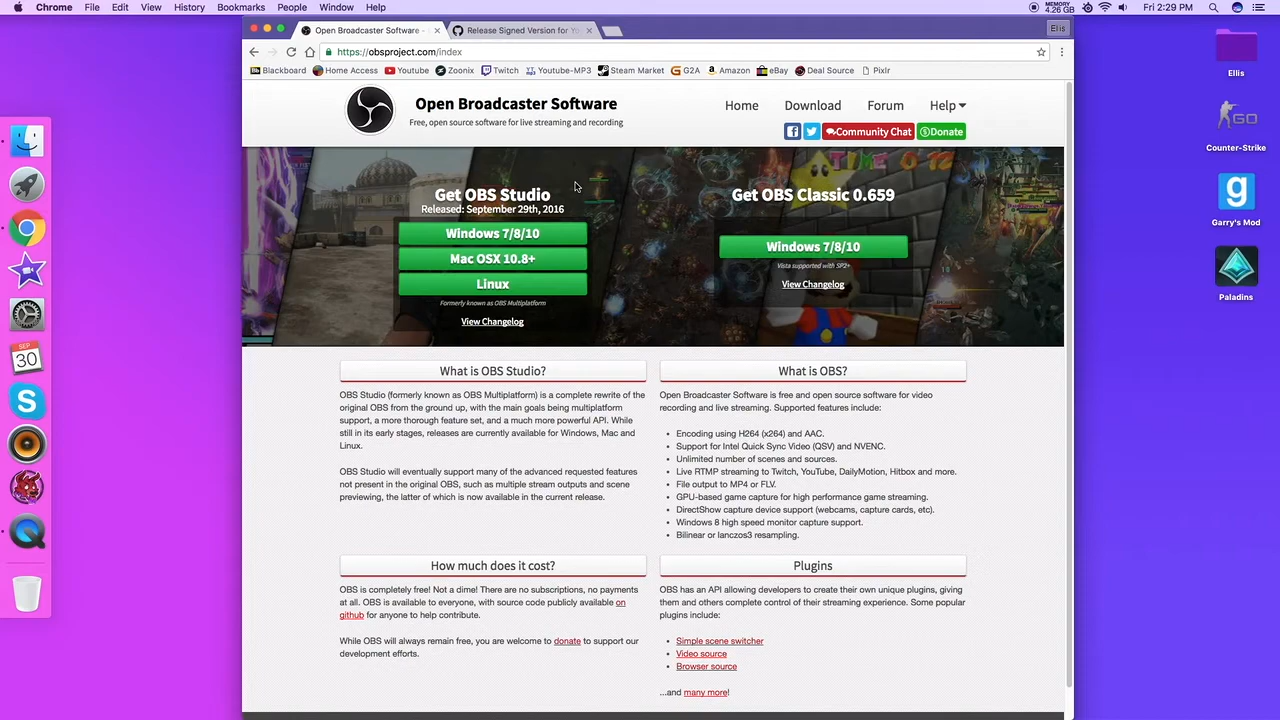 Chrome File Edit View History Bookmarks People Window Help
MEMORY 4.26 GB Fri 2:29 PM
Open Broadcaster Software -
Release Signed Version for Yo
Ellis
https://obsproject.com/index
Blackboard Home Access Youtube Zoonix Twitch Youtube-MP3 Steam Market G2A Amazon eBay Deal Source Pixlr
Open Broadcaster Software
Free, open source software for live streaming and recording
Home Download Forum Help
Community Chat
Donate
Get OBS Studio
Released: September 29th, 2016
Windows 7/8/10
Mac OSX 10.8+
Linux
Formerly known as OBS Multiplatform
View Changelog
TIME
Get OBS Classic 0.659
Windows 7/8/10
Vista supported with SP2+
View Changelog
What is OBS Studio?
OBS Studio (formerly known as OBS Multiplatform) is a complete rewrite of the
original OBS from the ground up, with the main goals being multiplatform
support, a more thorough feature set, and a much more powerful API. While
still in its early stages, releases are currently available for Windows, Mac and
Linux.
OBS Studio will eventually support many of the advanced requested features
not present in the original OBS, such as multiple stream outputs and scene
previewing, the latter of which is now available in the current release.
What is OBS?
Open Broadcaster Software is free and open source software for video
recording and live streaming. Supported features include:
• Encoding using H264 (x264) and AAC.
• Support for Intel Quick Sync Video (QSV) and NVENC.
• Unlimited number of scenes and sources.
• Live RTMP streaming to Twitch, YouTube, DailyMotion, Hitbox and more.
• File output to MP4 or FLV.
• GPU-based game capture for high performance game streaming.
• DirectShow capture device support (webcams, capture cards, etc).
• Windows 8 high speed monitor capture support.
• Bilinear or lanczos3 resampling.
How much does it cost?
OBS is completely free! Not a dime! There are no subscriptions, no payments
at all. OBS is available to everyone, with source code publicly available on
github for anyone to help contribute.
While OBS will always remain free, you are welcome to donate to support our
development efforts.
Plugins
OBS has an API allowing developers to create their own unique plugins, giving
them and others complete control of their streaming experience. Some popular
plugins include:
• Simple scene switcher
• Video source
• Browser source
...and many more!
SEP
30
Ellis
GO
Counter-Strike
g
Garry's Mod
Paladins